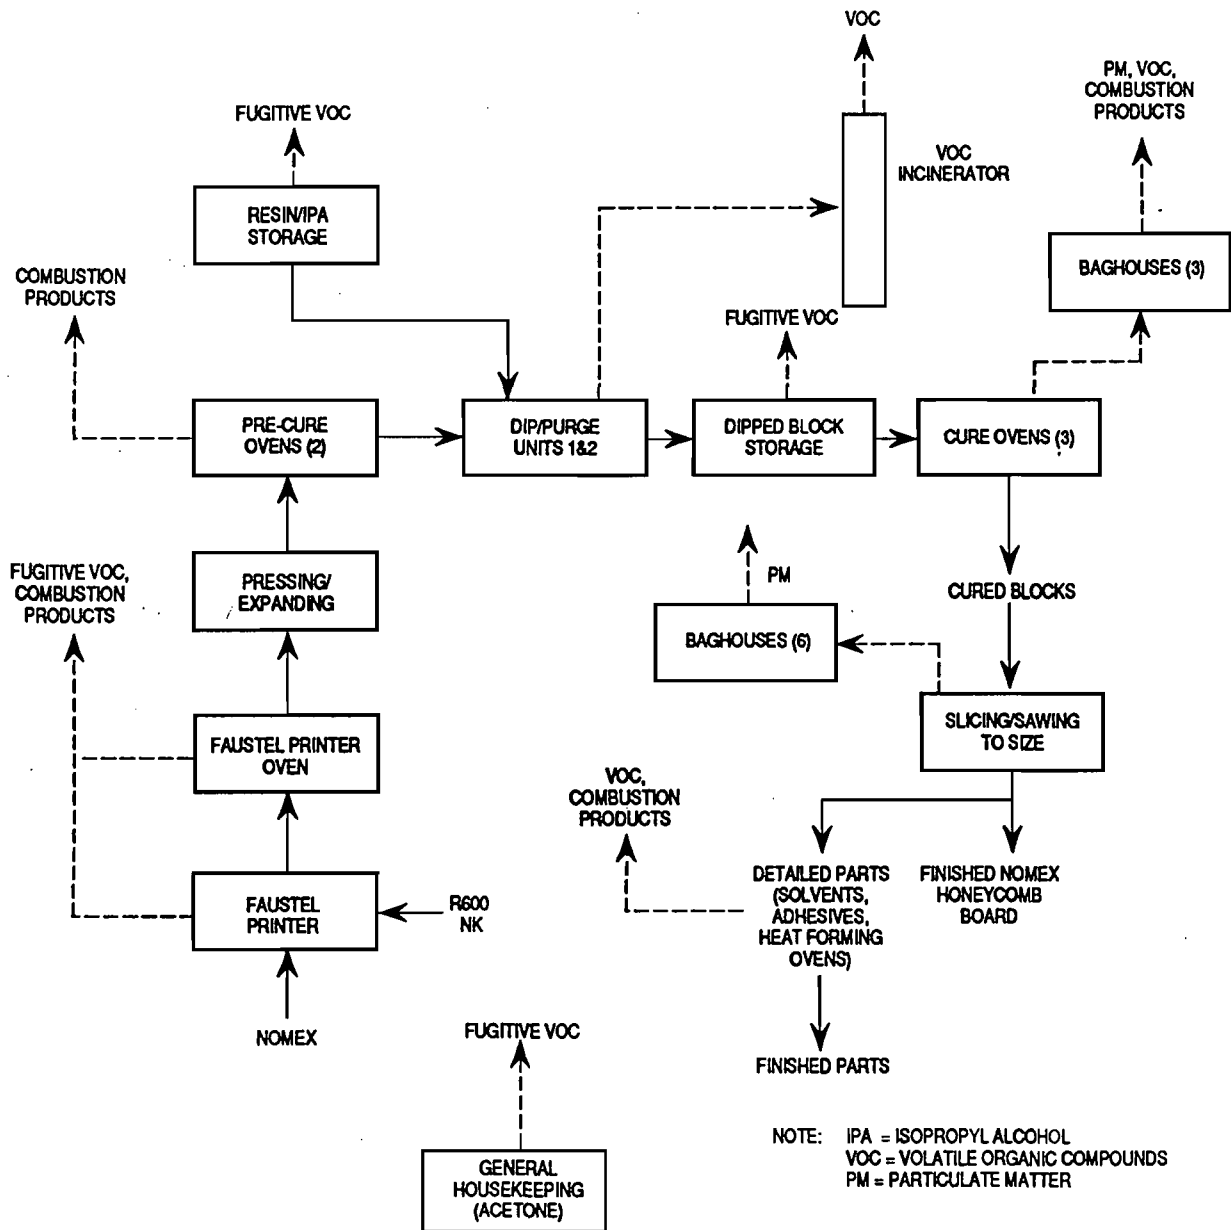 VOC
PM, VOC,
COMBUSTION
PRODUCTS
FUGITIVE VOC
VOC
INCINERATOR
RESIN/IPA
STORAGE
BAGHOUSES (3)
COMBUSTION
PRODUCTS
FUGITIVE VOC
PRE-CURE
OVENS (2)
DIP/PURGE
UNITS 1&2
DIPPED BLOCK
STORAGE
CURE OVENS (3)
FUGITIVE VOC,
COMBUSTION
PRODUCTS
PRESSING/
EXPANDING
PM
CURED BLOCKS
BAGHOUSES (6)
SLICING/SAWING
TO SIZE
FAUSTEL PRINTER
OVEN
VOC,
COMBUSTION
PRODUCTS
DETAILED PARTS
(SOLVENTS,
ADHESIVES,
HEAT FORMING
OVENS)
FINISHED NOMEX
HONEYCOMB
BOARD
FAUSTEL
PRINTER
R600
NK
NOMEX
FUGITIVE VOC
FINISHED PARTS
GENERAL
HOUSEKEEPING
(ACETONE)
NOTE: IPA = ISOPROPYL ALCOHOL
VOC = VOLATILE ORGANIC COMPOUNDS
PM = PARTICULATE MATTER